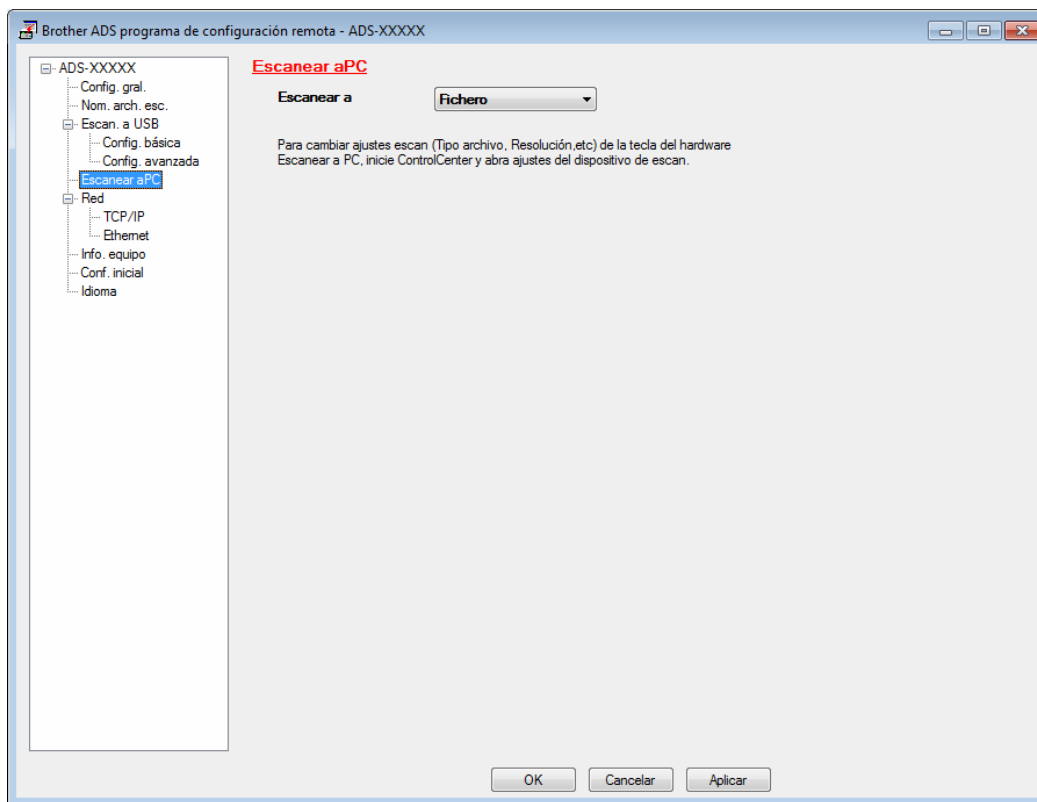 Brother ADS programa de configuración remota - ADS-XXXXX
ADS-XXXXX
Config. gral.
Nom. arch. esc.
Escan. a USB
Config. básica
Config. avanzada
Escanear aPC
Red
TCP/IP
Ethernet
Info. equipo
Conf. inicial
Idioma
Escanear aPC
Escanear a Fichero
Para cambiar ajustes escan (Tipo archivo, Resolución,etc) de la tecla del hardware
Escanear a PC, inicie ControlCenter y abra ajustes del dispositivo de escan.
OK Cancelar Aplicar